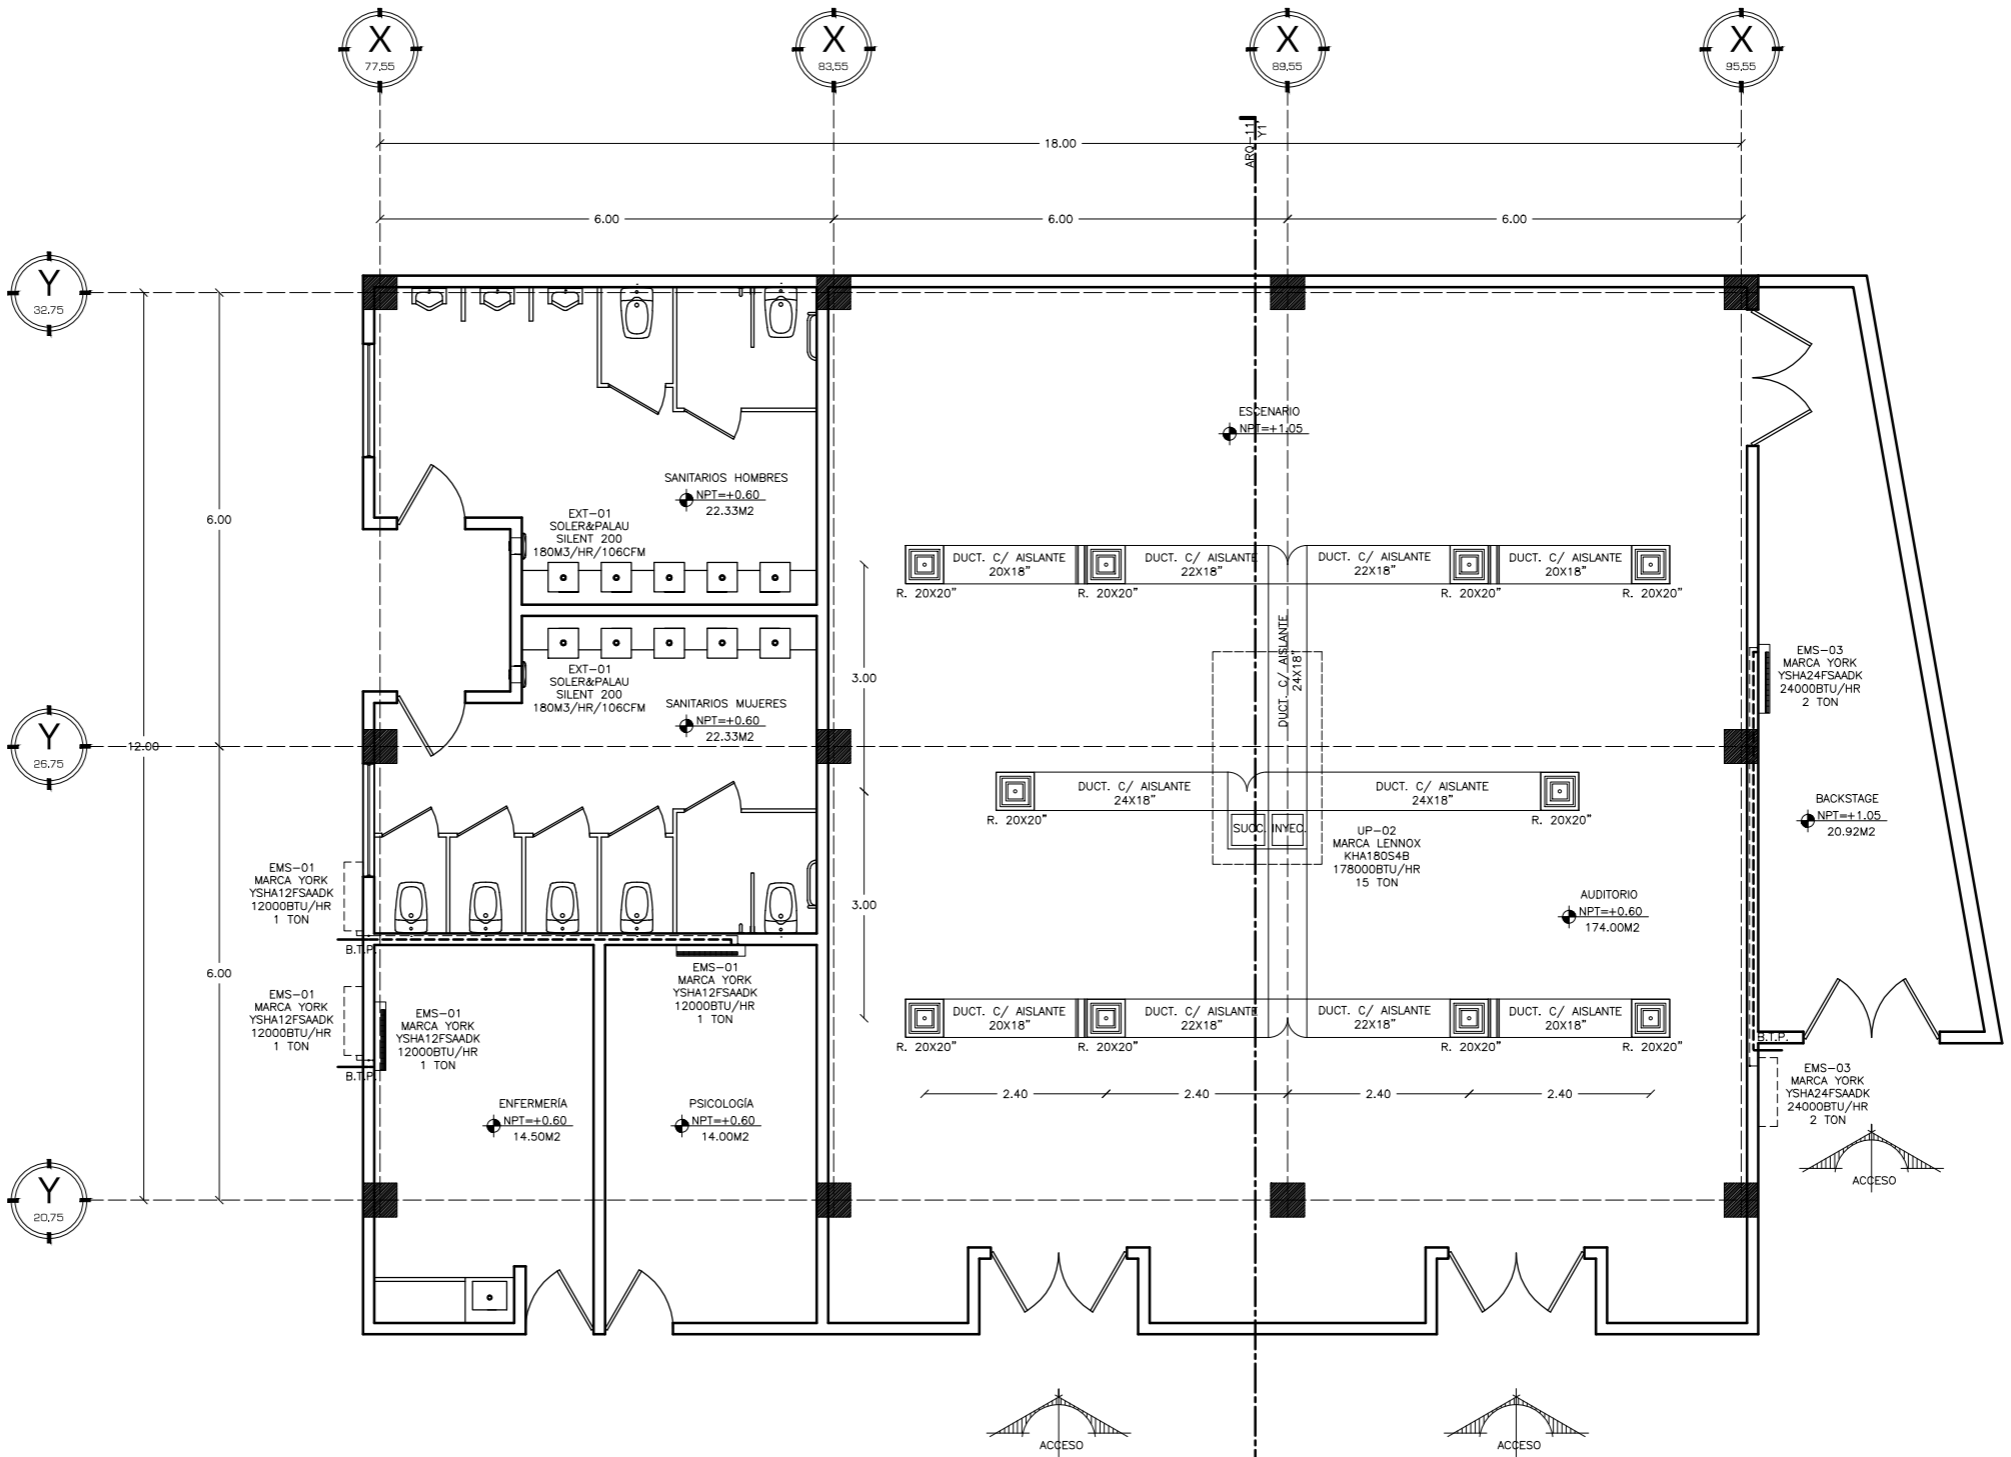 X
77,55
X
83,55
X
89,55
X
95,55
ARQ-11
Y1
18.00
6.00
6.00
6.00
Y
32.75
Y
26.75
Y
20,75
12.00
6.00
6.00
ESCENARIO
NPT=+1.05
SANITARIOS HOMBRES
NPT=+0.60
22.33M2
EXT-01
SOLER&PALAU
SILENT 200
180M3/HR/106CFM
EXT-01
SOLER&PALAU
SILENT 200
180M3/HR/106CFM
SANITARIOS MUJERES
NPT=+0.60
22.33M2
DUCT. C/ AISLANTE
20X18"
DUCT. C/ AISLANTE
22X18"
DUCT. C/ AISLANTE
22X18"
DUCT. C/ AISLANTE
20X18"
R. 20X20"
R. 20X20"
R. 20X20"
R. 20X20"
DUCT. C/ AISLANTE
24X18"
3.00
3.00
EMS-03
MARCA YORK
YSHA24FSAADK
24000BTU/HR
2 TON
DUCT. C/ AISLANTE
24X18"
DUCT. C/ AISLANTE
24X18"
R. 20X20"
R. 20X20"
SUCC.
INYEC.
UP-02
MARCA LENNOX
KHA180S4B
178000BTU/HR
15 TON
BACKSTAGE
NPT=+1.05
20.92M2
AUDITORIO
NPT=+0.60
174.00M2
EMS-01
MARCA YORK
YSHA12FSAADK
12000BTU/HR
1 TON
B.T.P.
EMS-01
MARCA YORK
YSHA12FSAADK
12000BTU/HR
1 TON
B.T.P.
EMS-01
MARCA YORK
YSHA12FSAADK
12000BTU/HR
1 TON
EMS-01
MARCA YORK
YSHA12FSAADK
12000BTU/HR
1 TON
DUCT. C/ AISLANTE
20X18"
DUCT. C/ AISLANTE
22X18"
DUCT. C/ AISLANTE
22X18"
DUCT. C/ AISLANTE
20X18"
R. 20X20"
R. 20X20"
R. 20X20"
R. 20X20"
2.40
2.40
2.40
2.40
B.T.P.
EMS-03
MARCA YORK
YSHA24FSAADK
24000BTU/HR
2 TON
ENFERMERÍA
NPT=+0.60
14.50M2
PSICOLOGÍA
NPT=+0.60
14.00M2
ACCESO
ACCESO
ACCESO